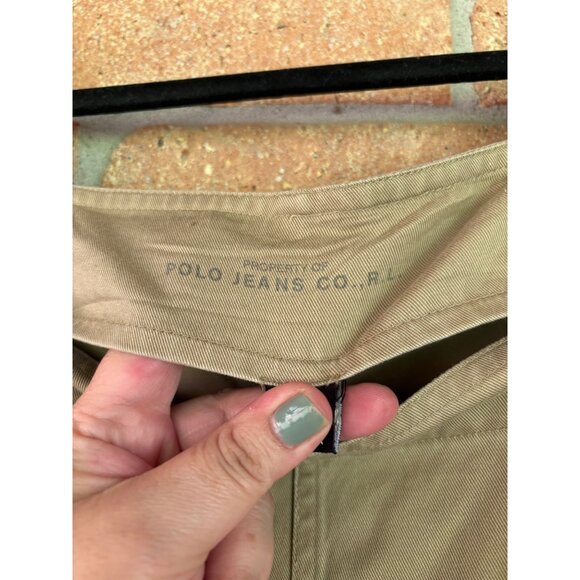 PROPERTY OF
POLO JEANS CO., R.L.